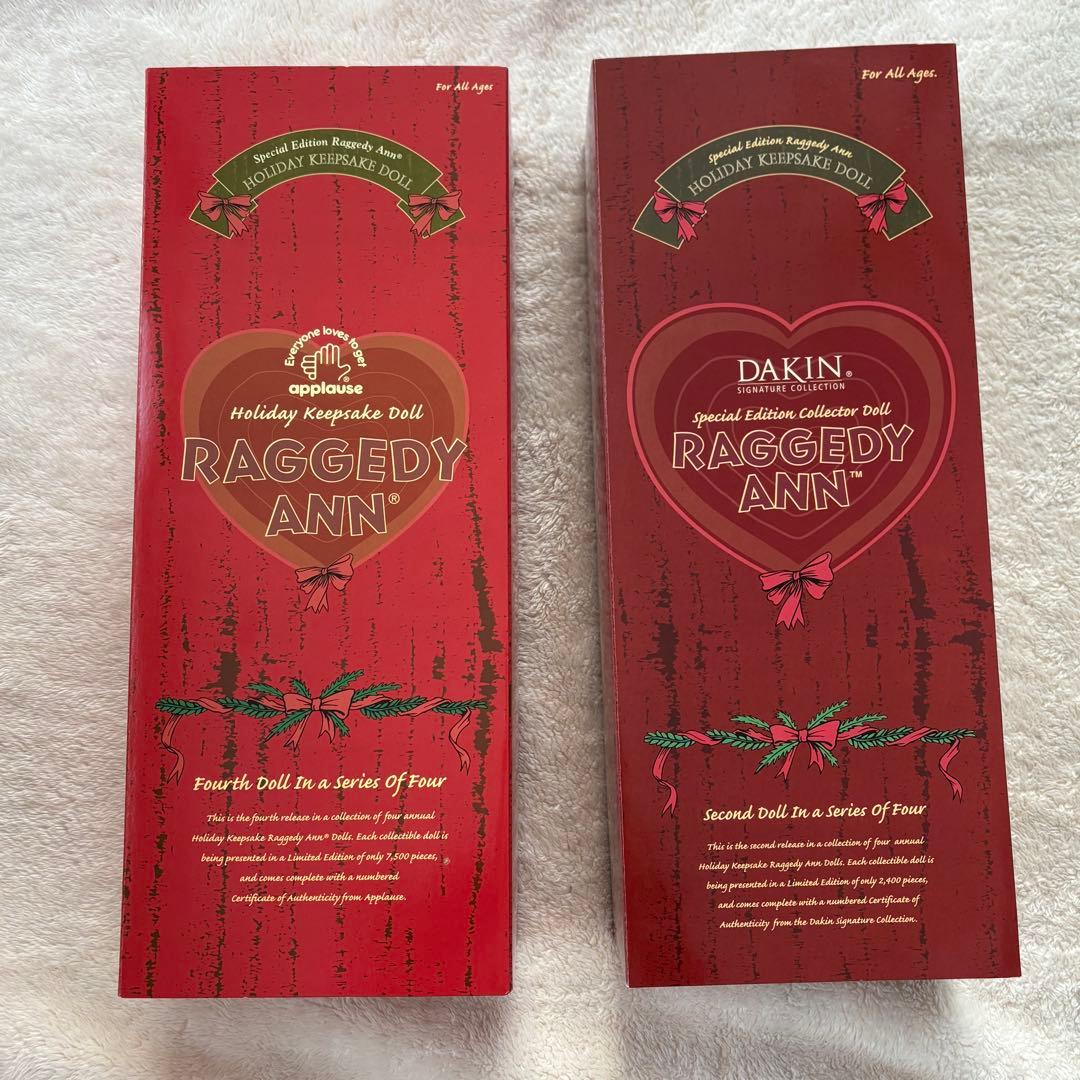 For All Ages
Special Edition Raggedy Ann®
HOLIDAY KEEPSAKE DOLL
Everyone loves to get
applause®
Holiday Keepsake Doll
RAGGEDY
ANN®
Fourth Doll In a Series Of Four
This is the fourth release in a collection of four annual
Holiday Keepsake Raggedy Ann® Dolls. Each collectible doll is
being presented in a Limited Edition of only 7,500 pieces,
and comes complete with a numbered
Certificate of Authenticity from Applause.
For All Ages.
Special Edition Raggedy Ann
HOLIDAY KEEPSAKE DOLL
DAKIN®
SIGNATURE COLLECTION
Special Edition Collector Doll
RAGGEDY
ANN™
Second Doll In a Series Of Four
This is the second release in a collection of four annual
Holiday Keepsake Raggedy Ann Dolls. Each collectible doll is
being presented in a Limited Edition of only 2,400 pieces,
and comes complete with a numbered Certificate of
Authenticity from the Dakin Signature Collection.